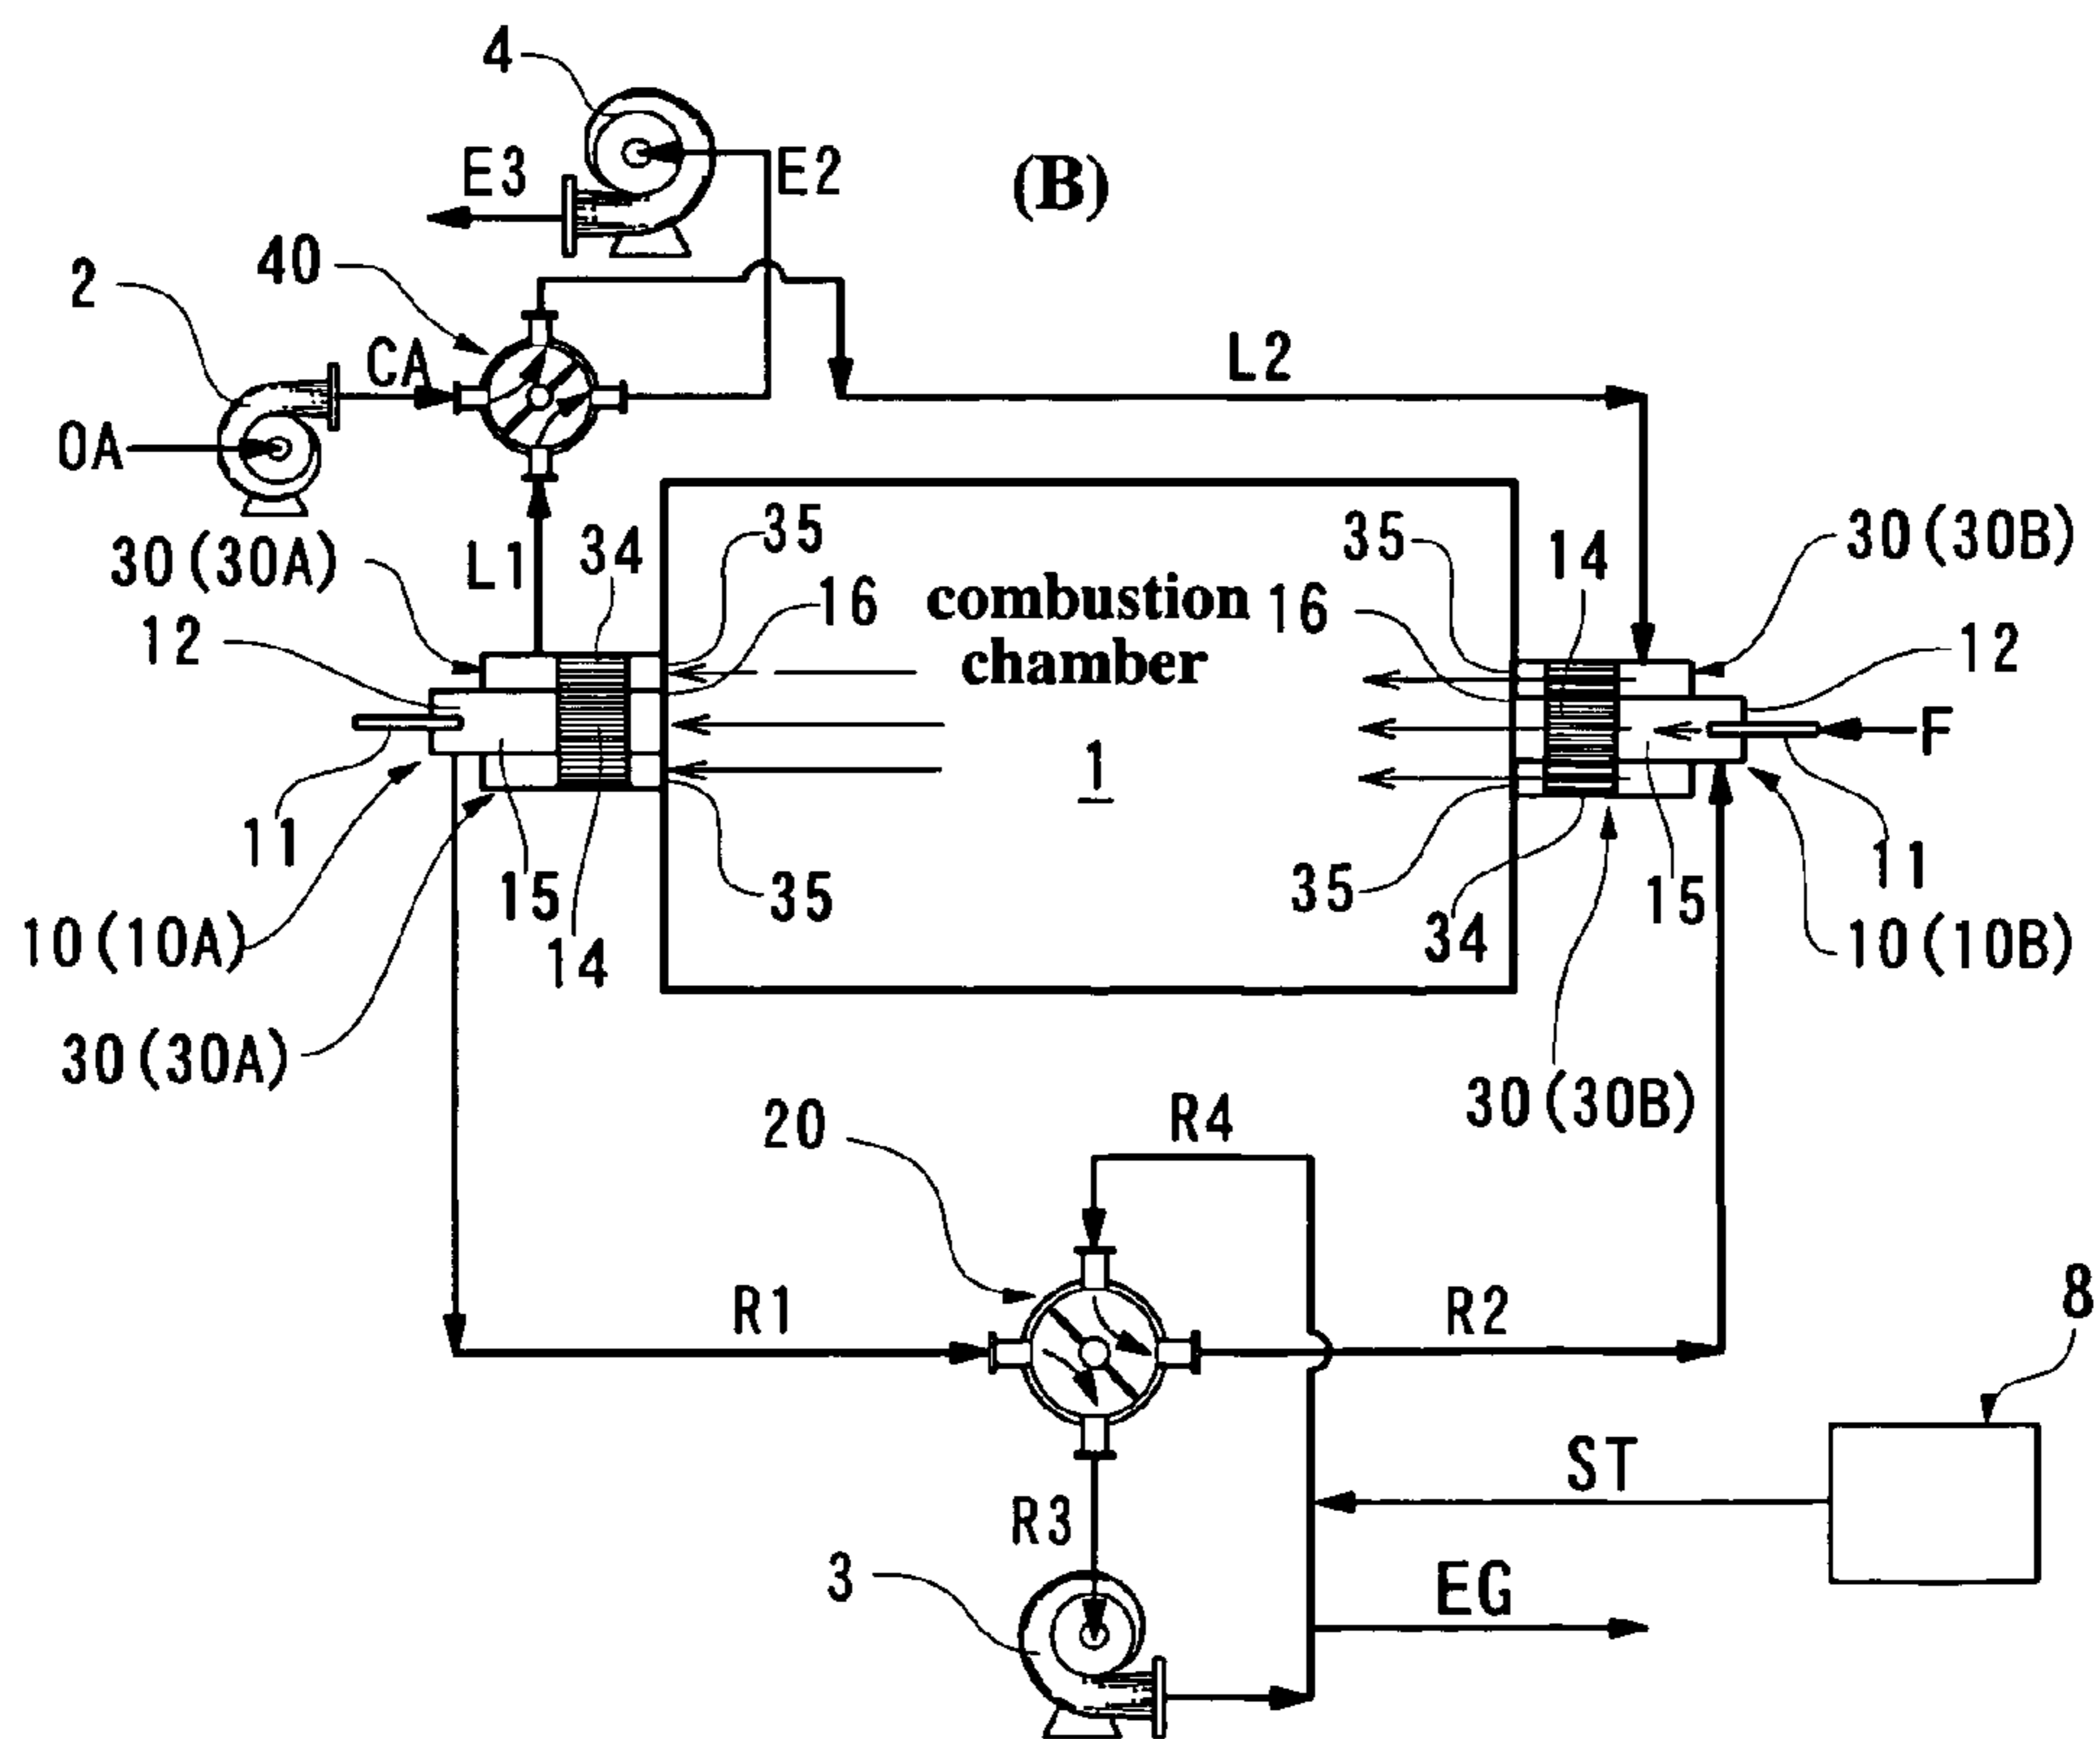 4
E3
E2
(B)
40
2
CA
L2
OA
30(30A)
L1
34
35
35
14
30(30B)
12
16
combustion
chamber
16
12
F
1
11
15
14
35
35
34
15
11
10(10A)
10(10B)
30(30A)
30(30B)
20
R4
R1
R2
8
ST
R3
3
EG